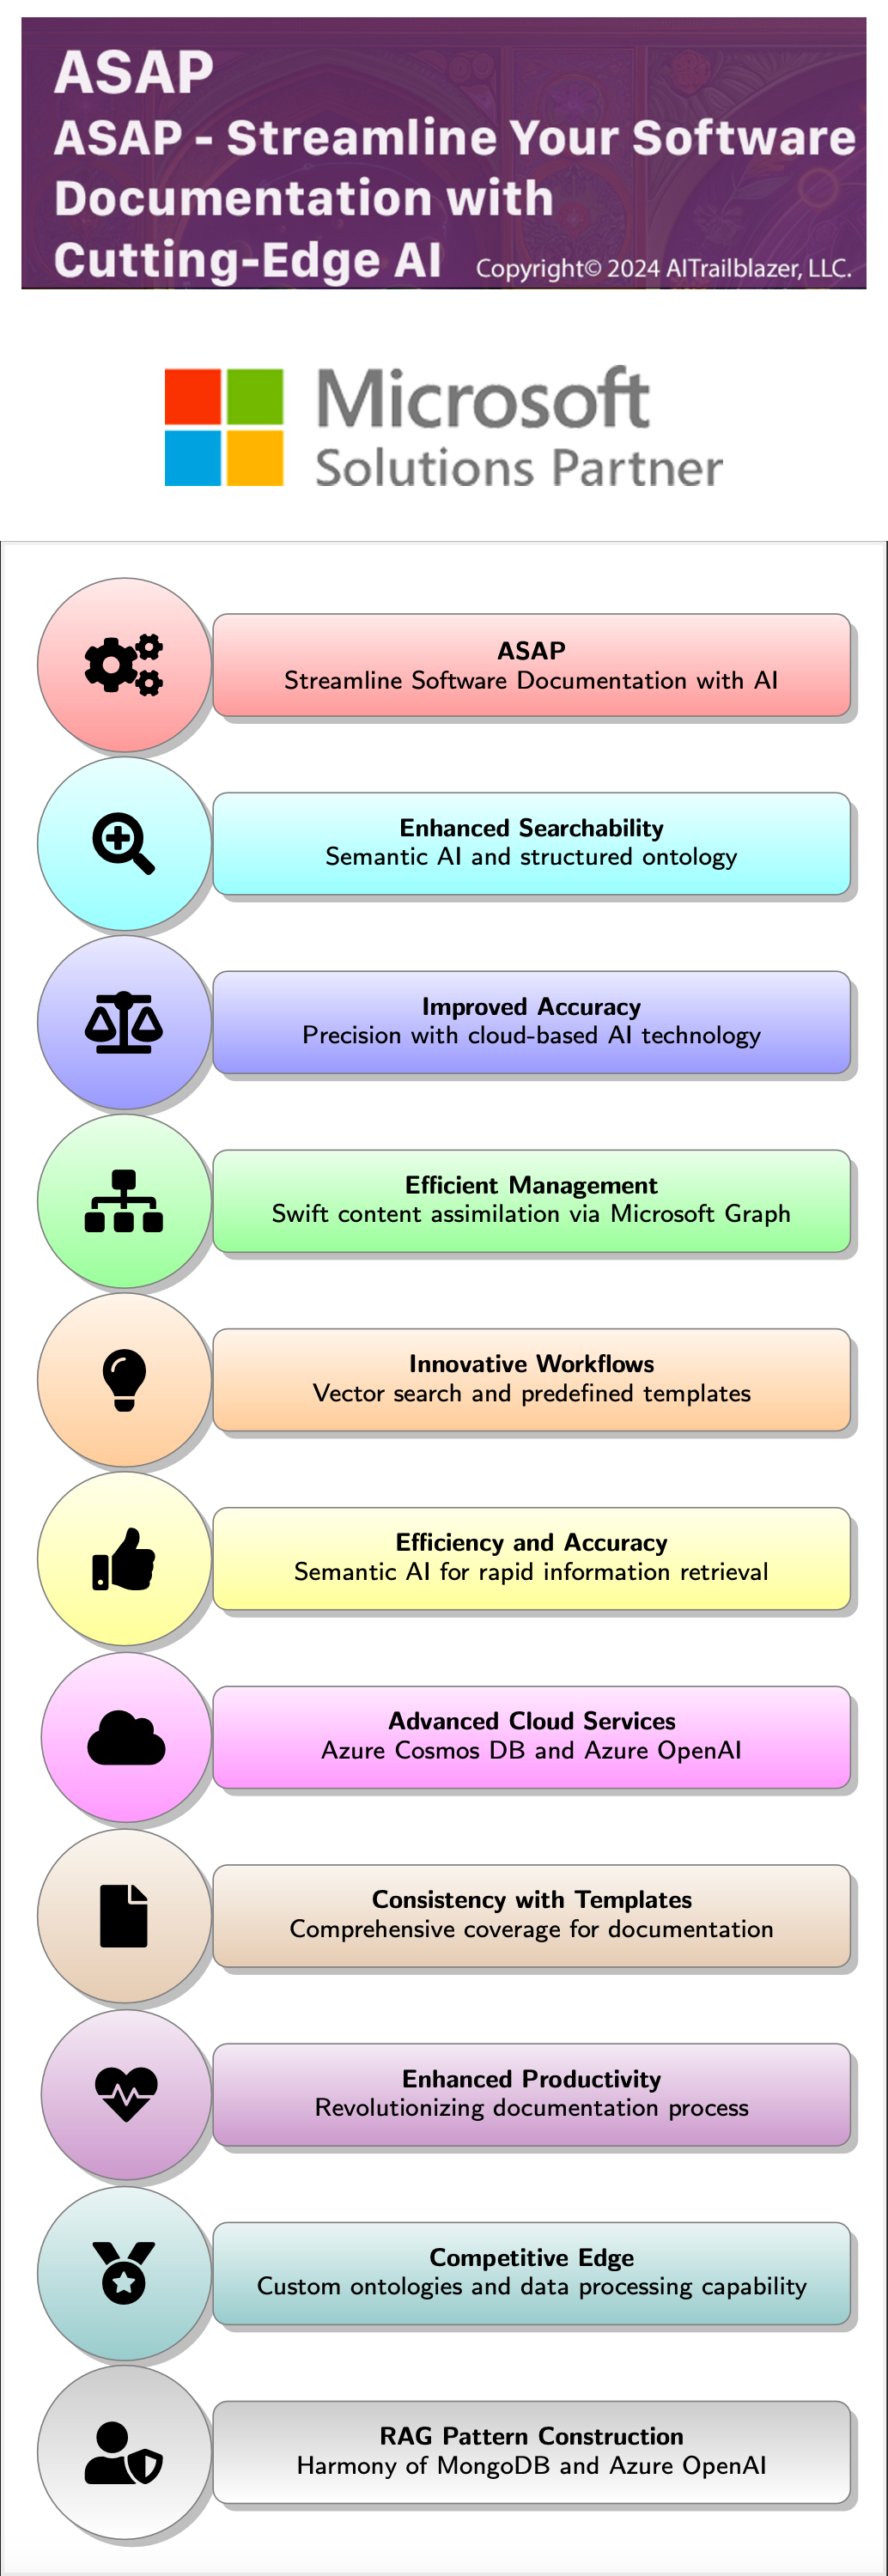 ASAP
ASAP - Streamline Your Software
Documentation with
Cutting-Edge AI
Copyright© 2024 AITrailblazer, LLC.
Microsoft
Solutions Partner
ASAP
Streamline Software Documentation with AI
Enhanced Searchability
Semantic AI and structured ontology
Improved Accuracy
Precision with cloud-based AI technology
Efficient Management
Swift content assimilation via Microsoft Graph
Innovative Workflows
Vector search and predefined templates
Efficiency and Accuracy
Semantic AI for rapid information retrieval
Advanced Cloud Services
Azure Cosmos DB and Azure OpenAI
Consistency with Templates
Comprehensive coverage for documentation
Enhanced Productivity
Revolutionizing documentation process
Competitive Edge
Custom ontologies and data processing capability
RAG Pattern Construction
Harmony of MongoDB and Azure OpenAI